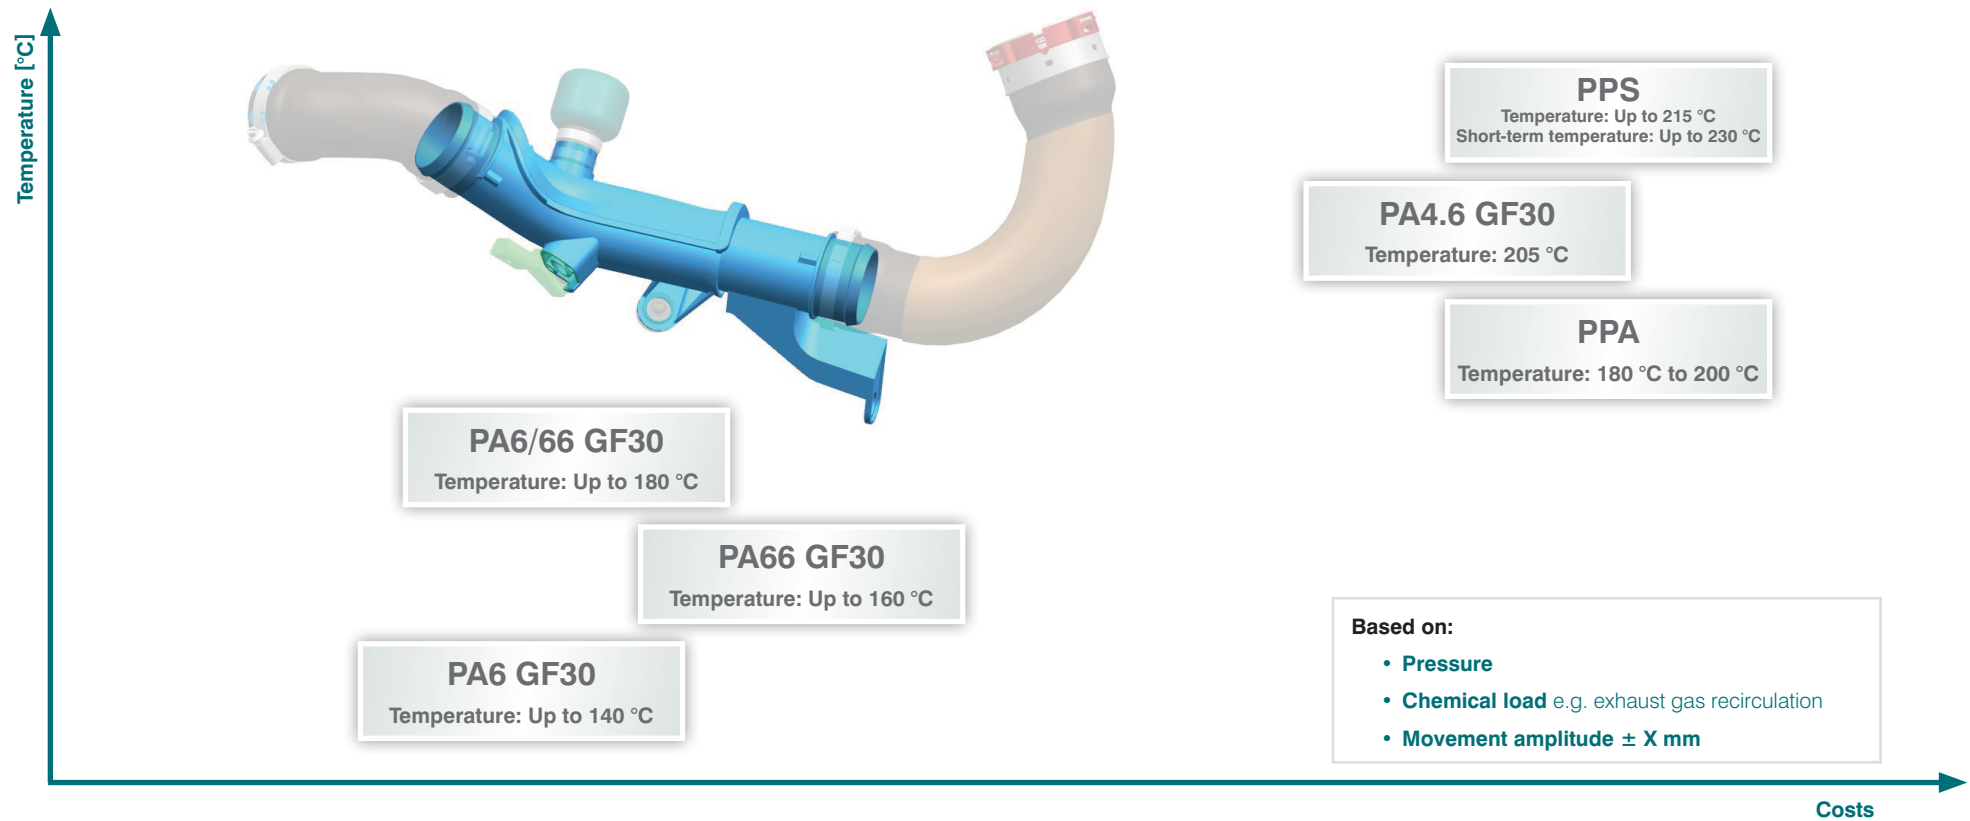 Temperature [°C]
PPS
Temperature: Up to 215 °C
Short-term temperature: Up to 230 °C
PA4.6 GF30
Temperature: 205 °C
PPA
Temperature: 180 °C to 200 °C
PA6/66 GF30
Temperature: Up to 180 °C
PA66 GF30
Temperature: Up to 160 °C
PA6 GF30
Temperature: Up to 140 °C
Based on:
• Pressure
• Chemical load e.g. exhaust gas recirculation
• Movement amplitude ± X mm
Costs